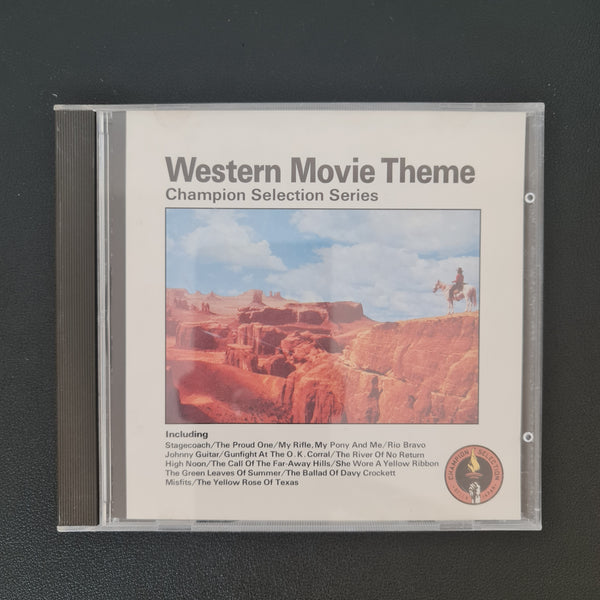 Western Movie Theme
Champion Selection Series
Including
Stagecoach/The Proud One/My Rifle, My Pony And Me/Rio Bravo
Johnny Guitar/Gunfight At The O. K. Corral/The River Of No Return
High Noon/The Call Of The Far-Away Hills/She Wore A Yellow Ribbon
The Green Leaves Of Summer/The Ballad Of Davy Crockett
Misfits/The Yellow Rose Of Texas
CHAMPION SELECTION